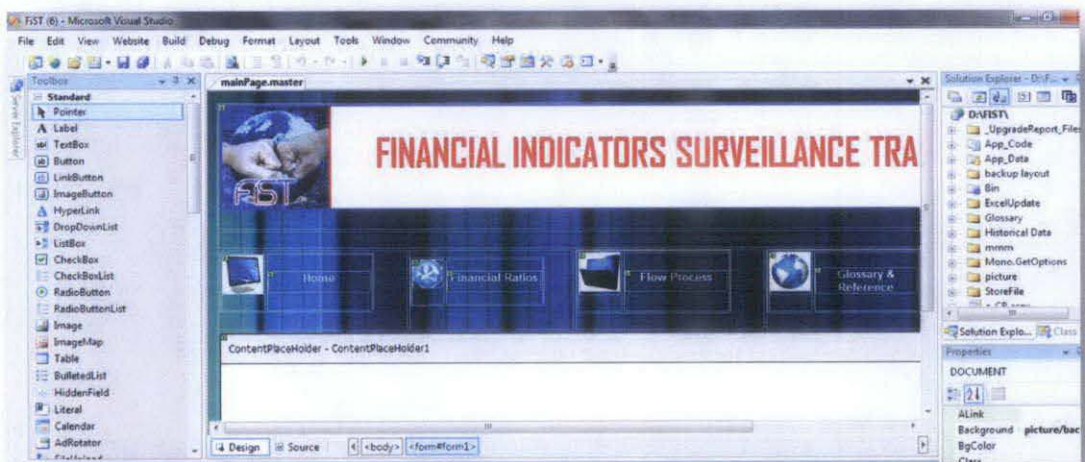 FiST (6) - Microsoft Visual Studio
File Edit View Website Build Debug Format Layout Tools Window Community Help
Server Explorer
Toolbox
Standard
Pointer
Label
TextBox
Button
LinkButton
ImageButton
HyperLink
DropDownList
ListBox
CheckBox
CheckBoxList
RadioButton
RadioButtonList
Image
ImageMap
Table
BulletedList
HiddenField
Literal
Calendar
AdRotator
mainPage.master
FiST
FINANCIAL INDICATORS SURVEILLANCE TRA
Home
Financial Ratios
Flow Process
Glossary &
Reference
ContentPlaceHolder - ContentPlaceHolder1
Design Source <body> <form#form1>
Solution Explorer - D:\F...
D:\FIST\
_UpgradeReport_Files
App_Code
App_Data
backup layout
Bin
ExcelUpdate
Glossary
Historical Data
mmm
Mono.GetOptions
picture
StoreFile
Solution Explo... Class
Properties
DOCUMENT
ALink
Background picture/bac
BgColor
Class